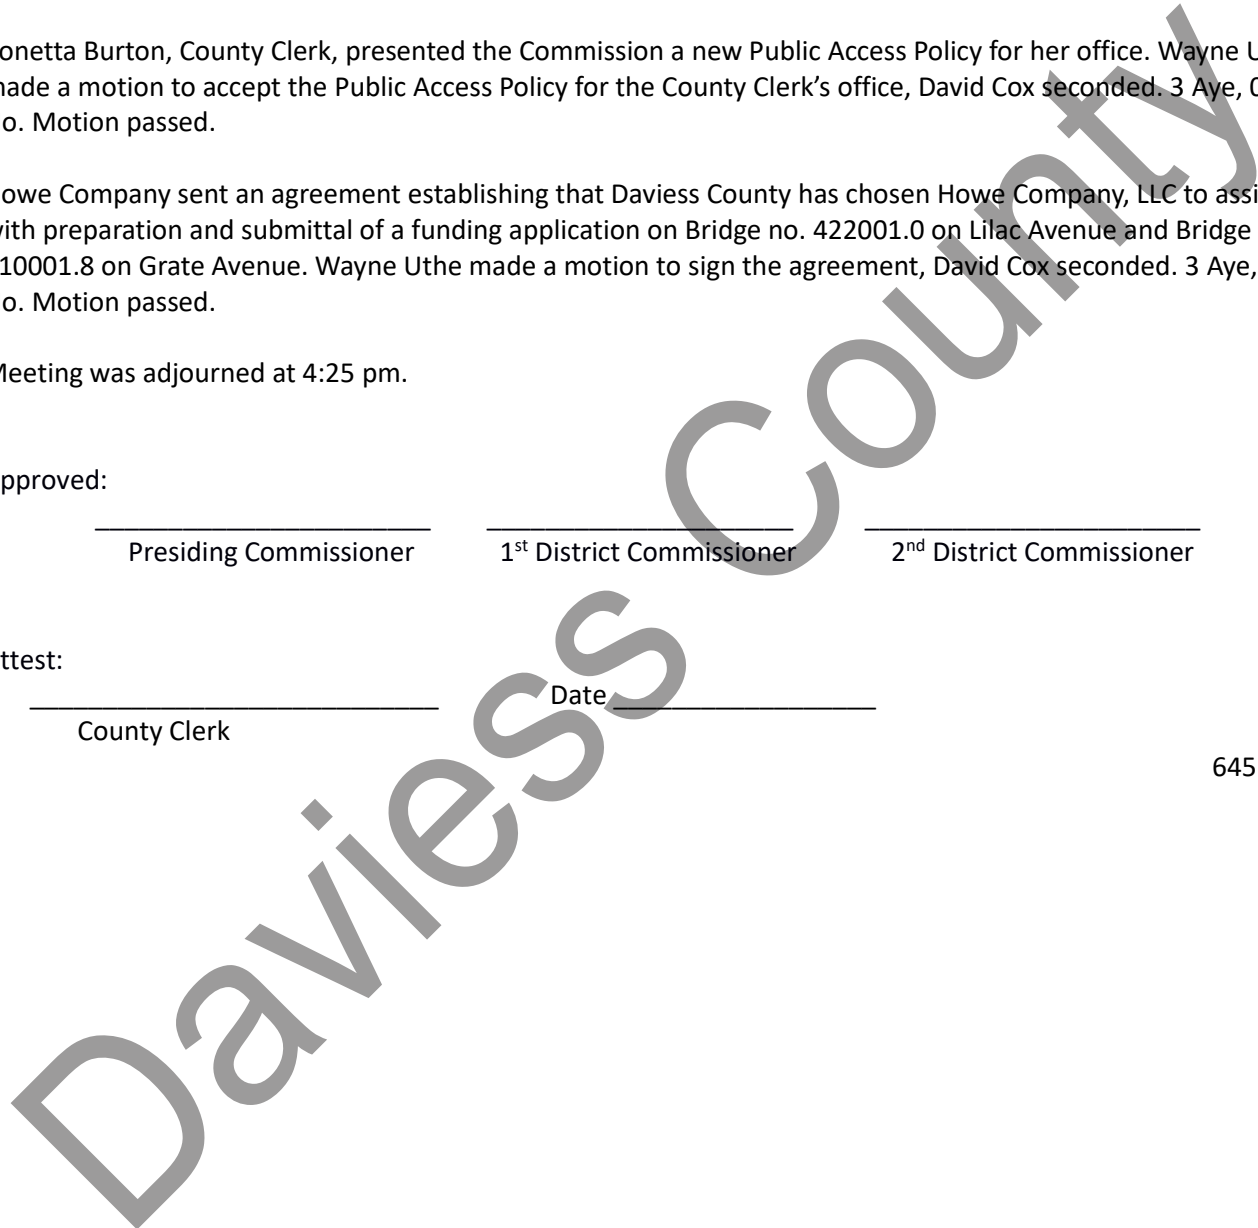 onetta Burton, County Clerk, presented the Commission a new Public Access Policy for her office. Wayne U
made a motion to accept the Public Access Policy for the County Clerk’s office, David Cox seconded. 3 Aye, 0
o. Motion passed.
owe Company sent an agreement establishing that Daviess County has chosen Howe Company, LLC to assi
with preparation and submittal of a funding application on Bridge no. 422001.0 on Lilac Avenue and Bridge
10001.8 on Grate Avenue. Wayne Uthe made a motion to sign the agreement, David Cox seconded. 3 Aye,
o. Motion passed.
Meeting was adjourned at 4:25 pm.
pproved:
Presiding Commissioner 1st District Commissioner 2nd District Commissioner
ttest:
Date
County Clerk
645
Daviess County